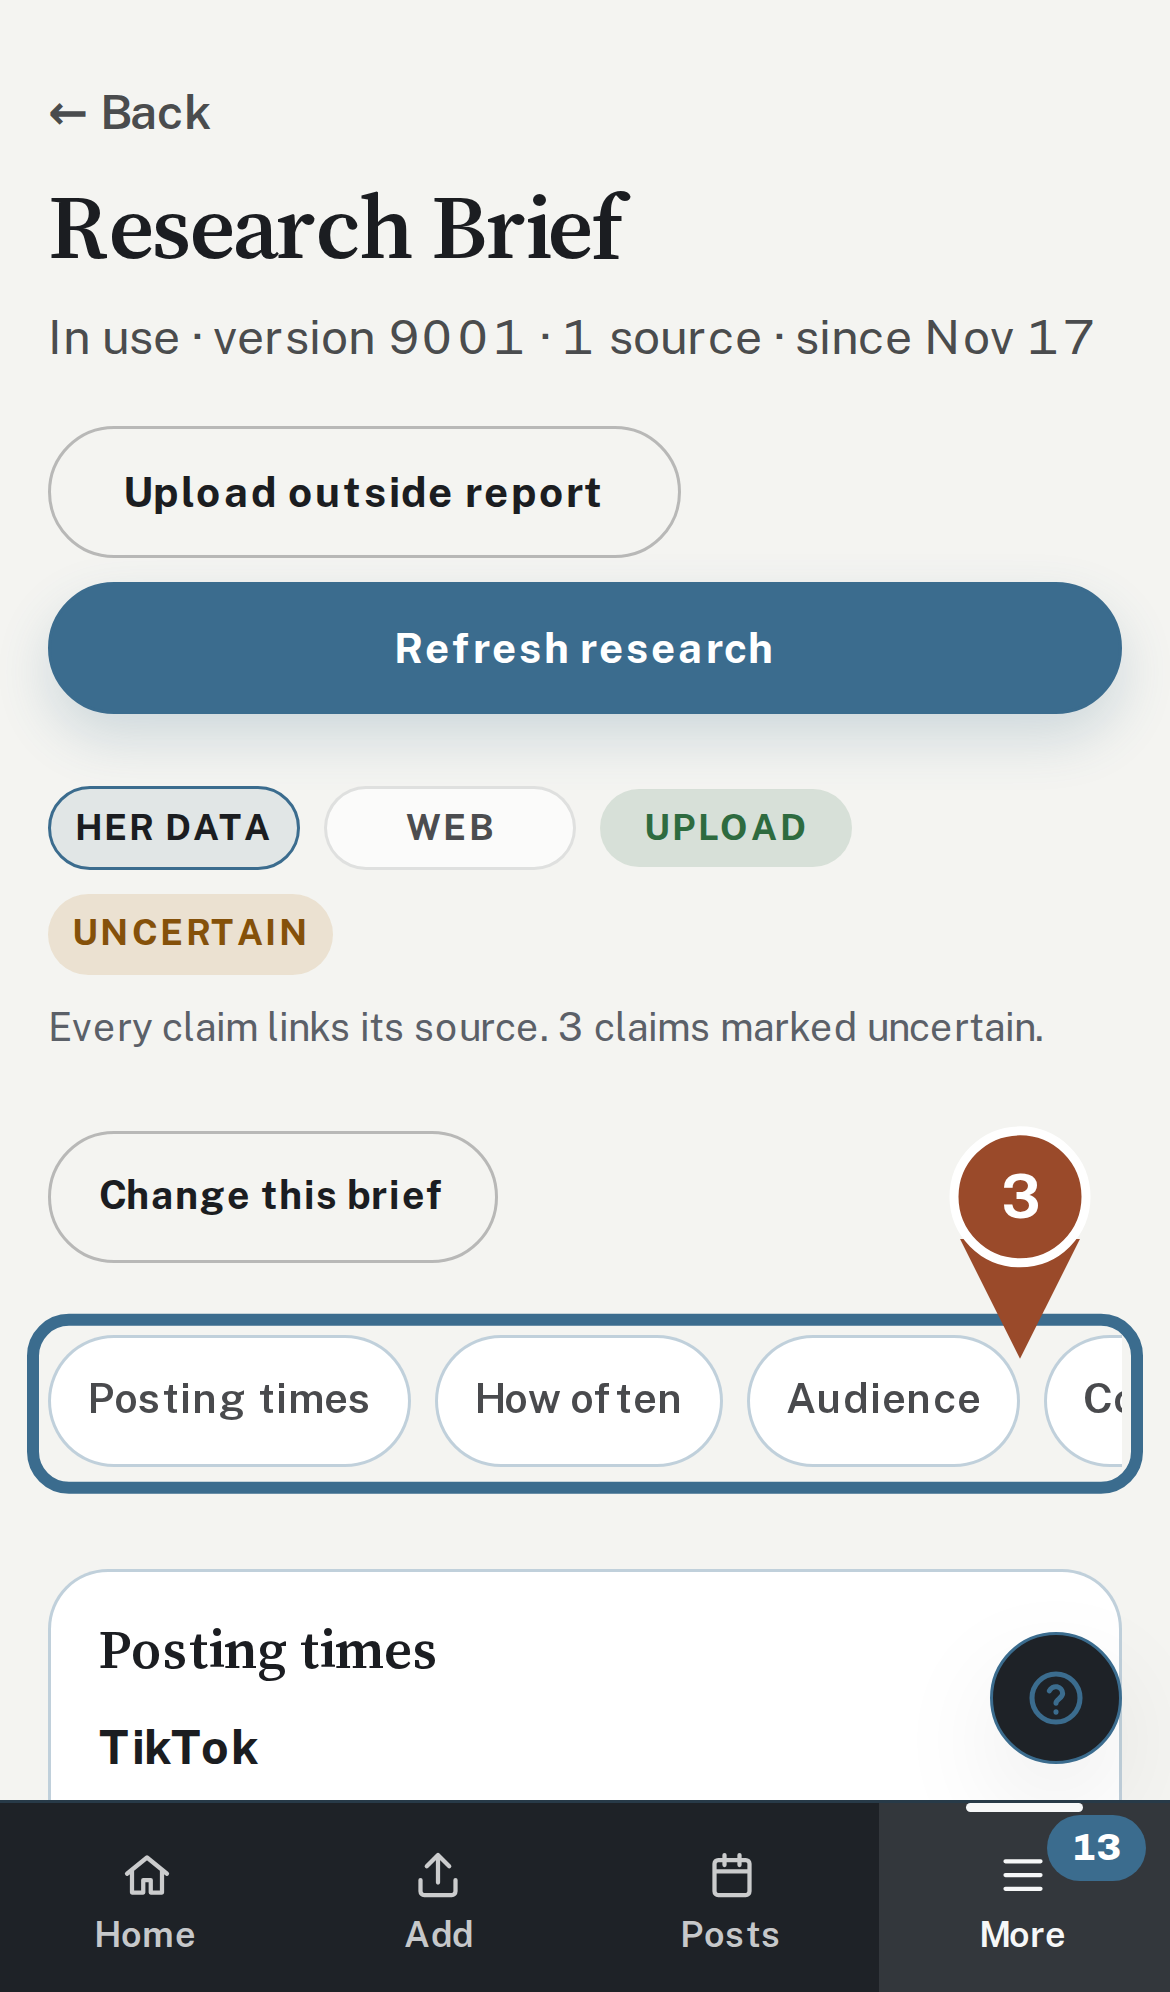 ← Back
Research Brief
In use · version 9001 · 1 source · since Nov 17
Upload outside report
Refresh research
HER DATA WEB UPLOAD
UNCERTAIN
Every claim links its source. 3 claims marked uncertain.
Change this brief
3
Posting times How often Audience
Posting times
TikTok
13
Home Add Posts More